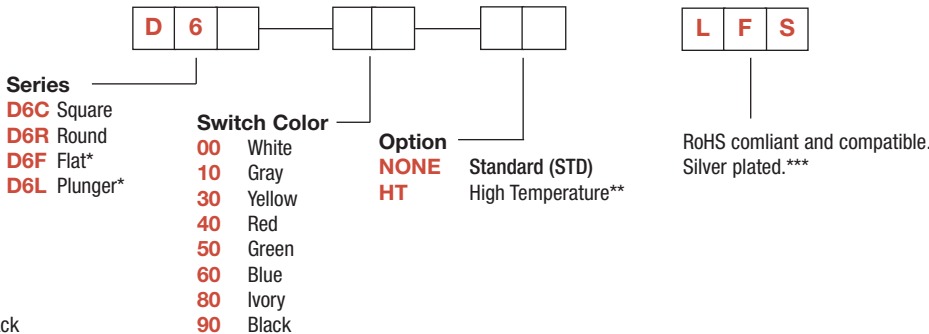 D 6
L F S
Series
D6C Square
D6R Round
D6F Flat*
D6L Plunger*
Switch Color
00 White
10 Gray
30 Yellow
40 Red
50 Green
60 Blue
80 Ivory
90 Black
Option
NONE Standard (STD)
HT High Temperature**
RoHS comliant and compatible.
Silver plated.***